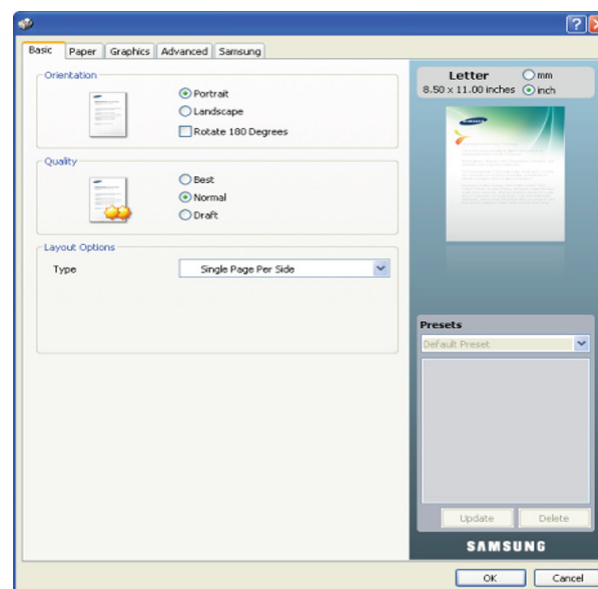 Basic Paper Graphics Advanced Samsung
Orientation
Portrait
Landscape
Rotate 180 Degrees
Quality
Best
Normal
Draft
Layout Options
Type Single Page Per Side
Letter mm
8.50 x 11.00 inches inch
SAMSUNG
Presets
Default Preset
Update Delete
SAMSUNG
OK Cancel